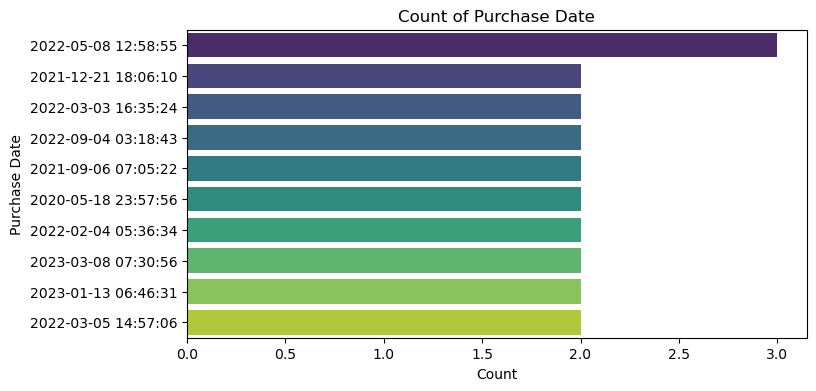 Count of Purchase Date
Purchase Date
2022-05-08 12:58:55
2021-12-21 18:06:10
2022-03-03 16:35:24
2022-09-04 03:18:43
2021-09-06 07:05:22
2020-05-18 23:57:56
2022-02-04 05:36:34
2023-03-08 07:30:56
2023-01-13 06:46:31
2022-03-05 14:57:06
0.0 0.5 1.0 1.5 2.0 2.5 3.0
Count